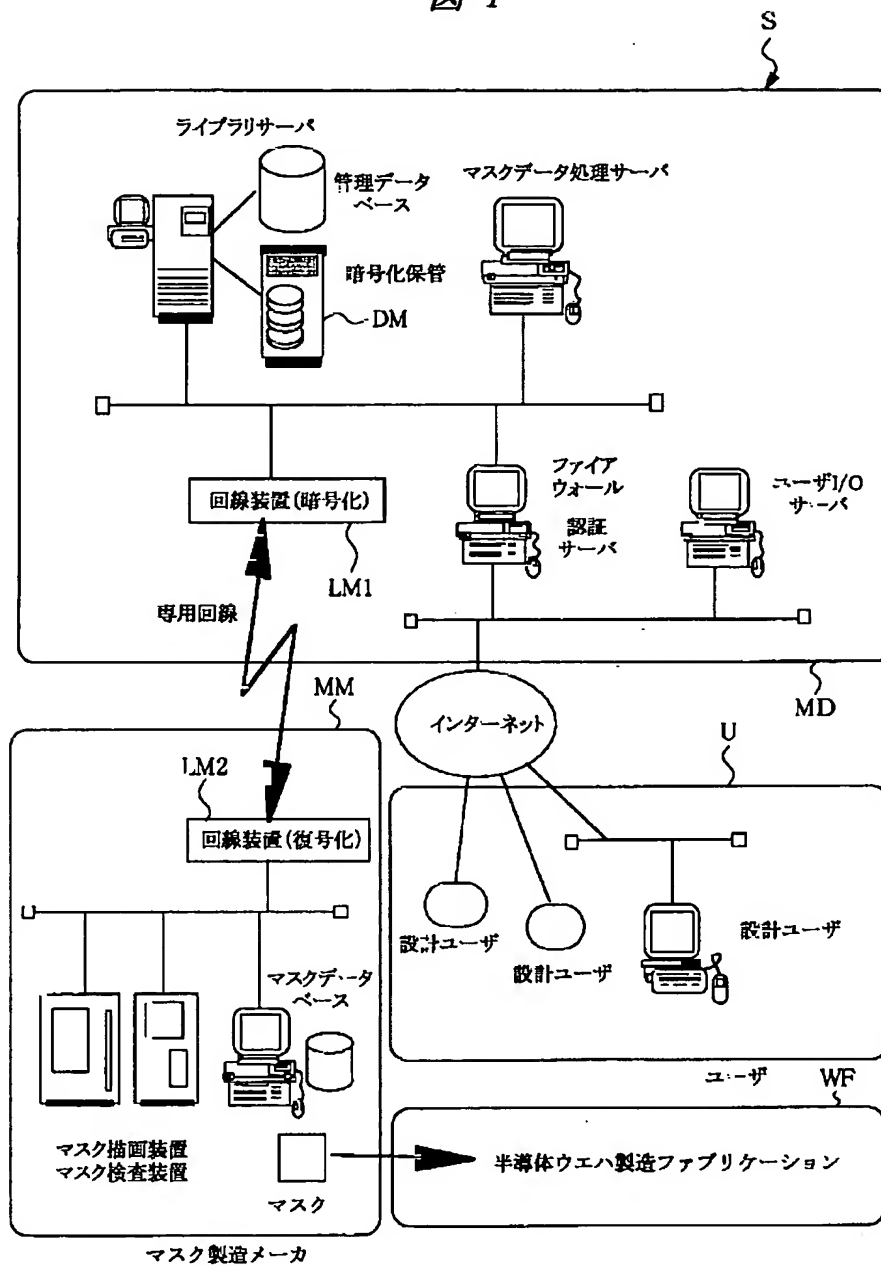 図 1
S
ライブラリサーバ
管理データ
ベース
マスクデータ処理サーバ
暗号化保管
DM
回線装置(暗号化)
LM1
専用回線
ファイア
ウォール
認証
サーバ
ユーザI/O
サーバ
MD
MM
インターネット
U
LM2
回線装置(復号化)
設計ユーザ
設計ユーザ
設計ユーザ
マスクデータ
ベース
ユーザ
WF
マスク描画装置
マスク検査装置
マスク
半導体ウエハ製造ファブリケーション
マスク製造メーカ